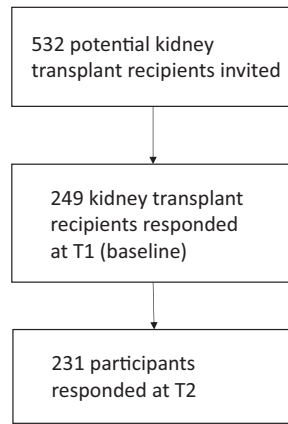 532 potential kidney
transplant recipients invited
249 kidney transplant
recipients responded
at T1 (baseline)
231 participants
responded at T2